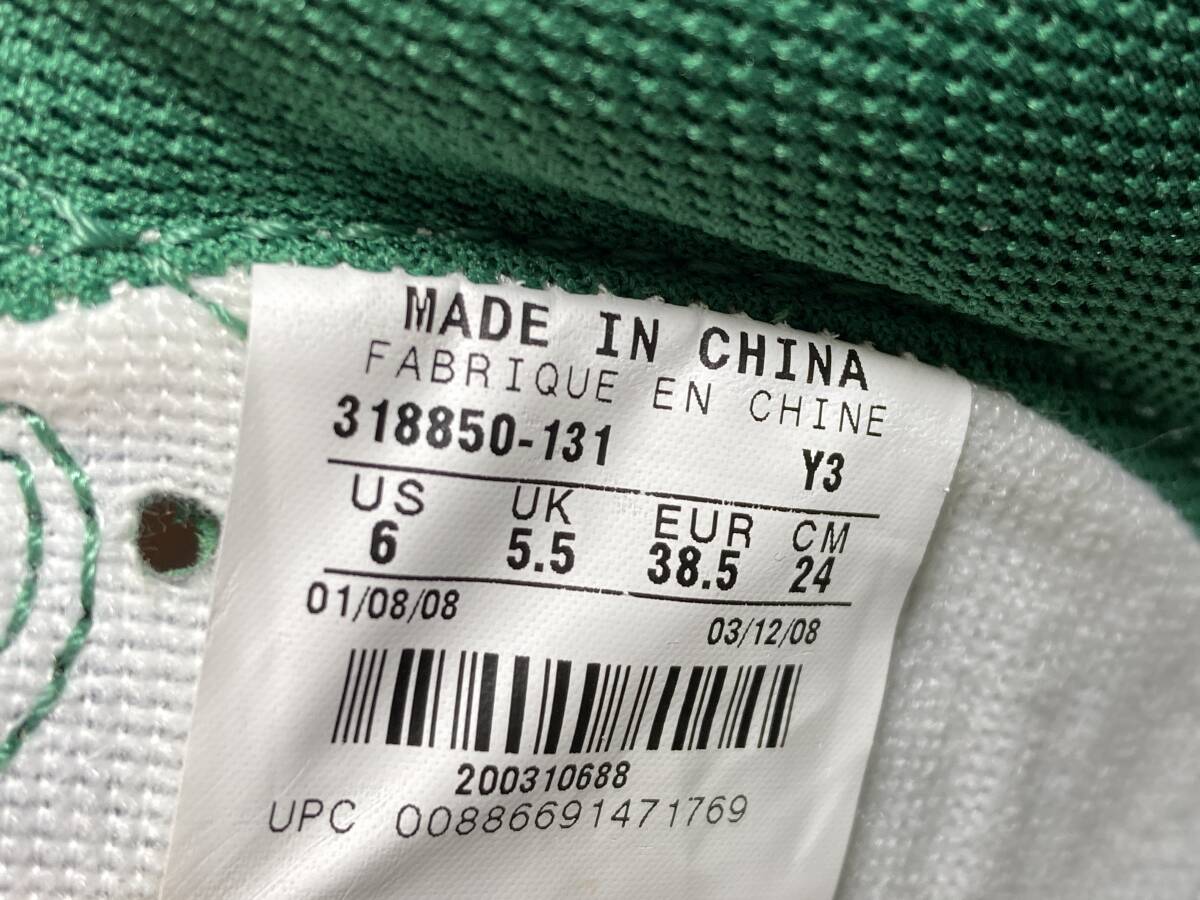 MADE IN CHINA
FABRIQUE EN CHINE
318850-131 Y3
US UK EUR CM
6 5.5 38.5 24
01/08/08 03/12/08
200310688
UPC 00886691471769